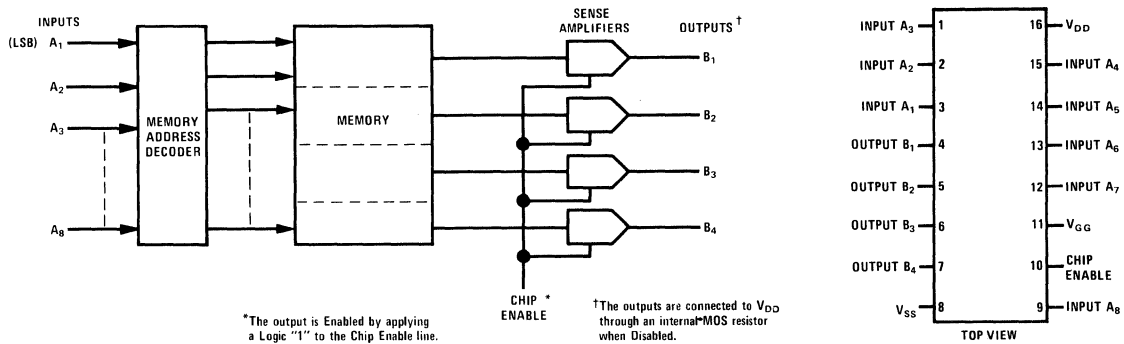 INPUTS
(LSB) A1
A2
A3
A8
MEMORY
ADDRESS
DECODER
MEMORY
SENSE
AMPLIFIERS
OUTPUTS †
B1
B2
B3
B4
CHIP *
ENABLE
*The output is Enabled by applying
a Logic "1" to the Chip Enable line.
†The outputs are connected to VDD
through an internal MOS resistor
when Disabled.
INPUT A3 1
INPUT A2 2
INPUT A1 3
OUTPUT B1 4
OUTPUT B2 5
OUTPUT B3 6
OUTPUT B4 7
VSS 8
16 VDD
15 INPUT A4
14 INPUT A5
13 INPUT A6
12 INPUT A7
11 VGG
10 CHIP
ENABLE
9 INPUT A8
TOP VIEW